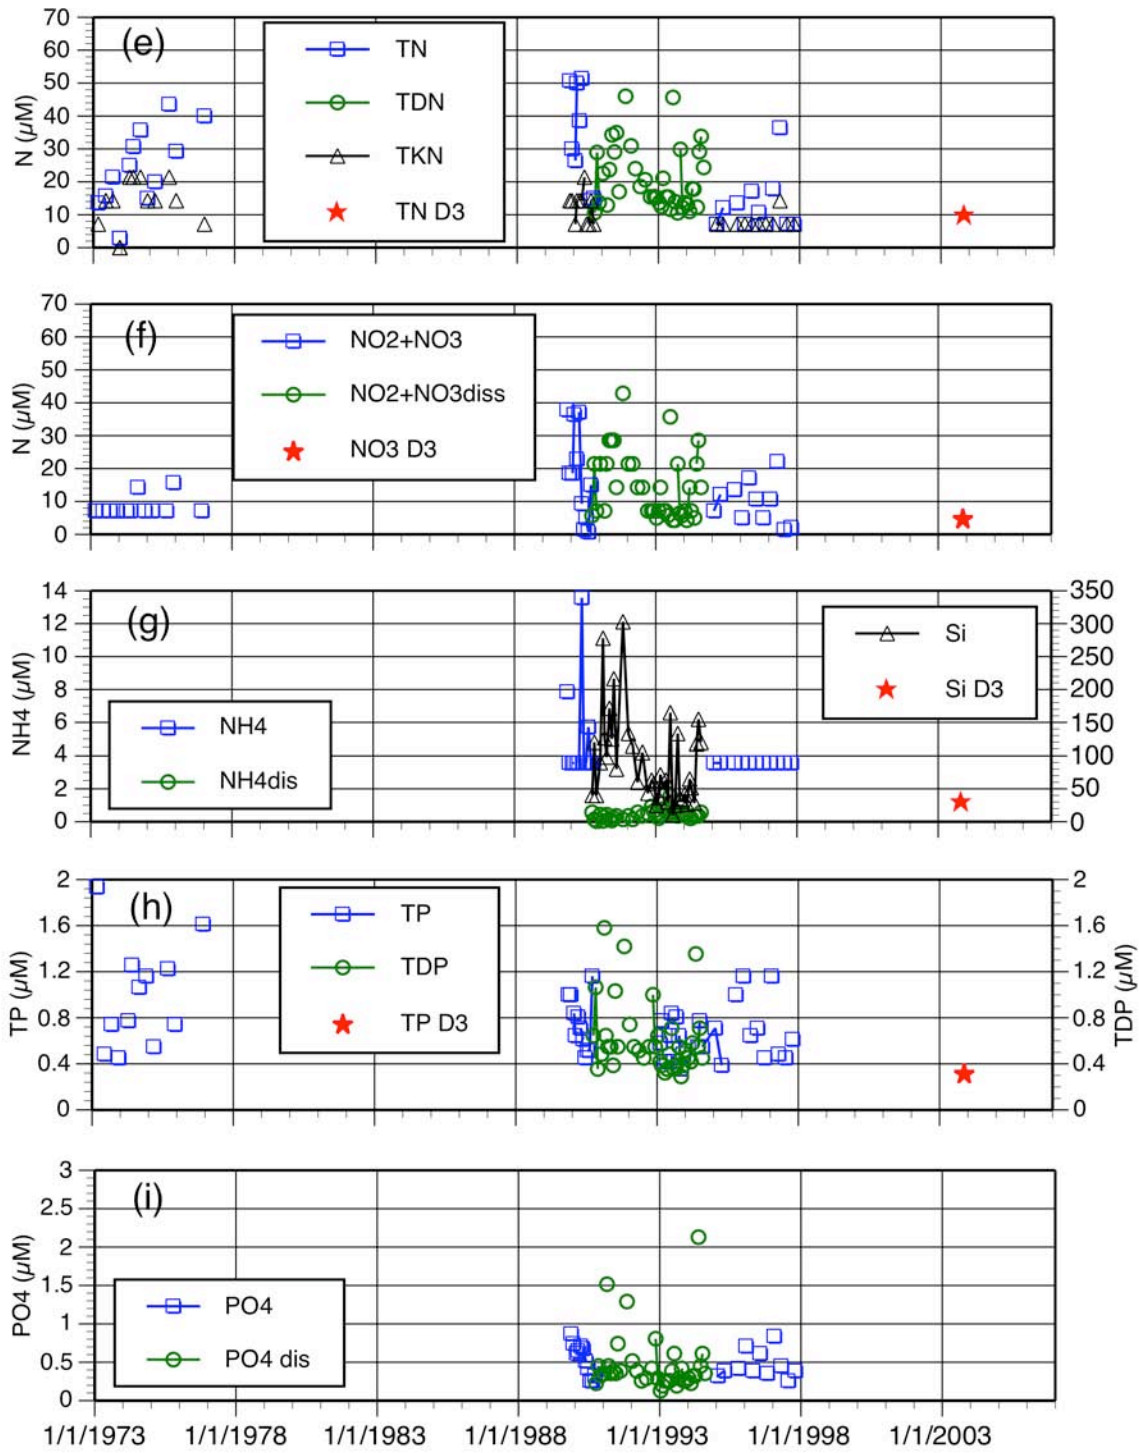 70
60
50
40
30
20
10
0
N (µM)
(e)
TN
TDN
TKN
TN D3
70
60
50
40
30
20
10
0
N (µM)
(f)
NO2+NO3
NO2+NO3diss
NO3 D3
14
12
10
8
6
4
2
0
NH4 (µM)
(g)
NH4
NH4dis
Si
Si D3
350
300
250
200
150
100
50
0
2
1.6
1.2
0.8
0.4
0
TP (µM)
(h)
TP
TDP
TP D3
2
1.6
1.2
0.8
0.4
0
TDP (µM)
3
2.5
2
1.5
1
0.5
0
PO4 (µM)
(i)
PO4
PO4 dis
1/1/1973 1/1/1978 1/1/1983 1/1/1988 1/1/1993 1/1/1998 1/1/2003